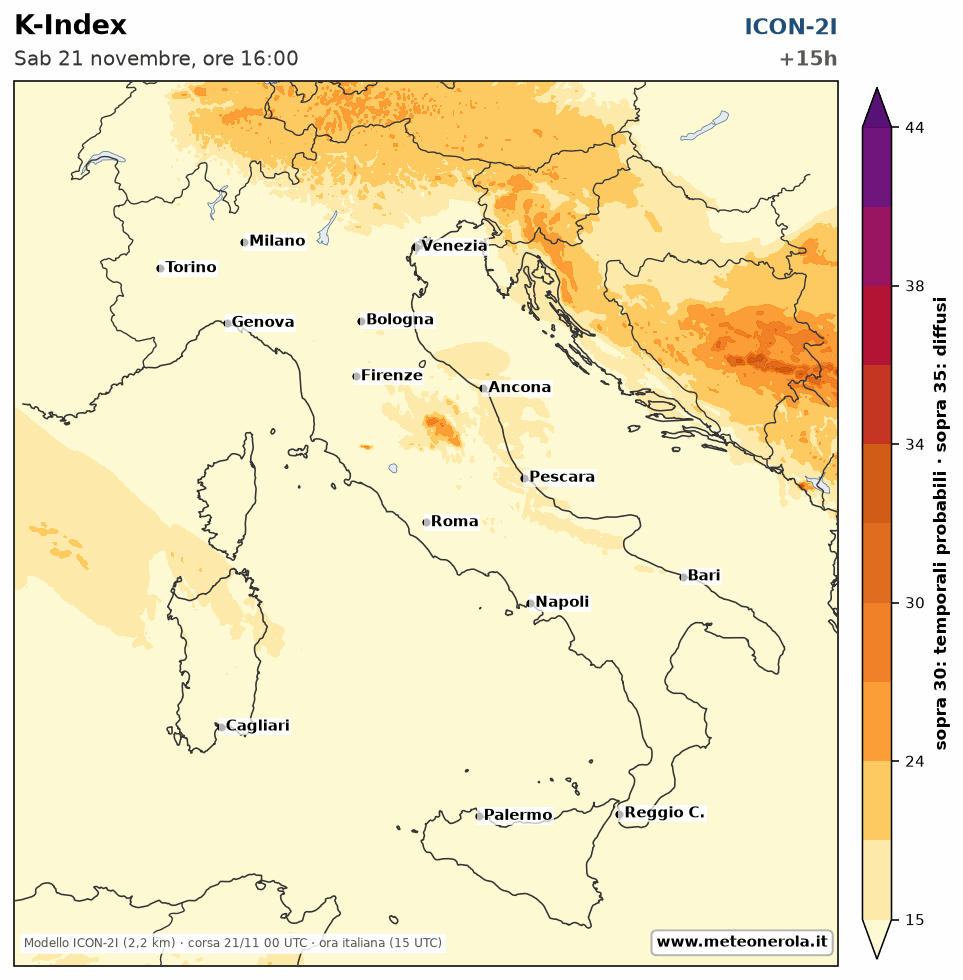 K-Index
ICON-2I
Sab 21 novembre, ore 16:00
+15h
44
38
34
30
24
15
sopra 30: temporali probabili · sopra 35: diffusi
Milano
Venezia
Torino
Genova
Bologna
Firenze
Ancona
Pescara
Roma
Bari
Napoli
Cagliari
Palermo
Reggio C.
Modello ICON-2I (2,2 km) · corsa 21/11 00 UTC · ora italiana (15 UTC)
www.meteonerola.it